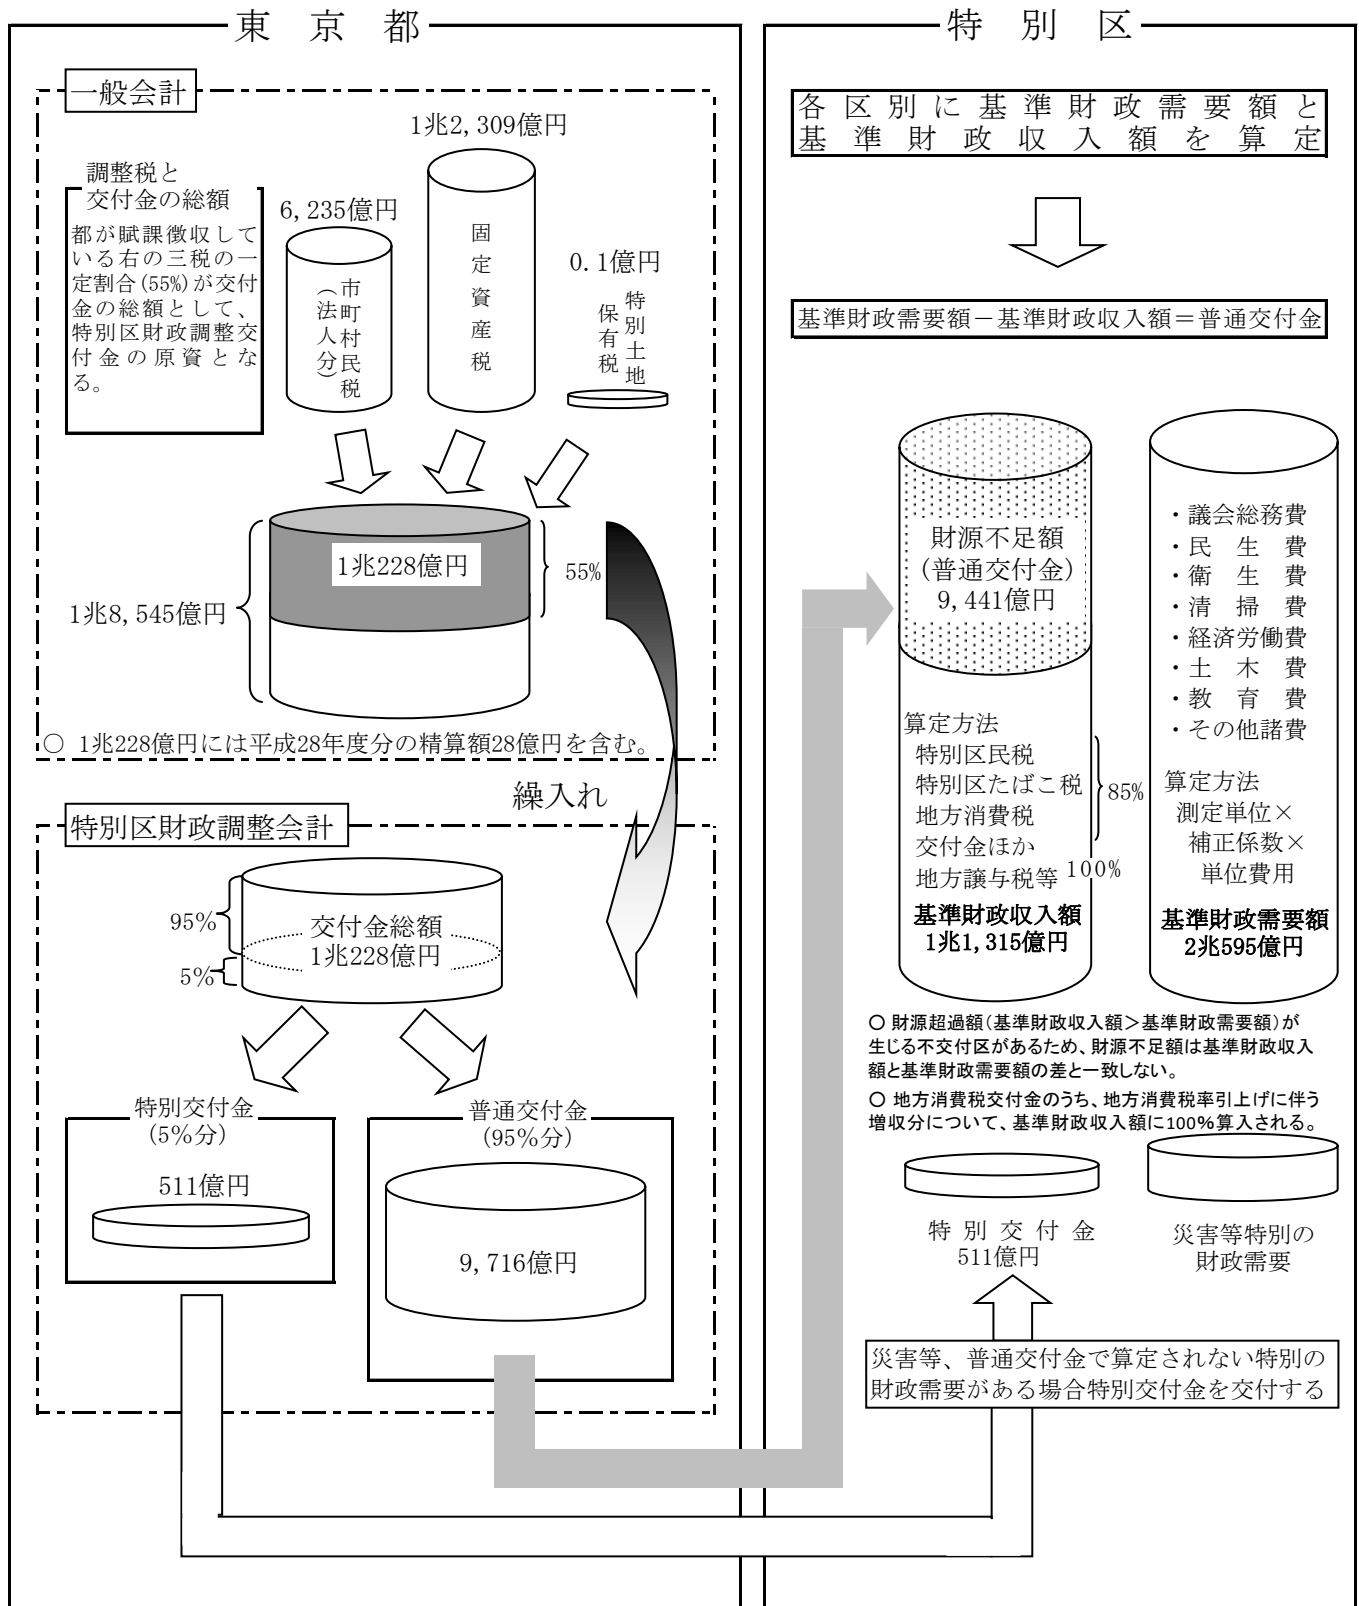 東京都
一般会計
調整税と
交付金の総額
都が賦課徴収して
いる右の三税の一
定割合(55%)が交付
金の総額として、
特別区財政調整交
付金の原資とな
る。
6,235億円
市町村民税
(法人分)
1兆2,309億円
固定資産税
0.1億円
特別土地
保有税
1兆228億円
55%
1兆8,545億円
○ 1兆228億円には平成28年度分の精算額28億円を含む。
繰入れ
特別区財政調整会計
95%
5%
交付金総額
1兆228億円
特別交付金
(5%分)
511億円
普通交付金
(95%分)
9,716億円
特別区
各区別に基準財政需要額と
基準財政収入額を算定
基準財政需要額－基準財政収入額＝普通交付金
財源不足額
(普通交付金)
9,441億円
算定方法
特別区民税
特別区たばこ税
地方消費税
交付金ほか
85%
地方譲与税等 100%
基準財政収入額
1兆1,315億円
・議会総務費
・民生費
・衛生費
・清掃費
・経済労働費
・土木費
・教育費
・その他諸費
算定方法
測定単位×
補正係数×
単位費用
基準財政需要額
2兆595億円
○ 財源超過額(基準財政収入額＞基準財政需要額)が
生じる不交付区があるため、財源不足額は基準財政収入
額と基準財政需要額の差と一致しない。
○ 地方消費税交付金のうち、地方消費税率引上げに伴う
増収分について、基準財政収入額に100%算入される。
特別交付金
511億円
災害等特別の
財政需要
災害等、普通交付金で算定されない特別の
財政需要がある場合特別交付金を交付する